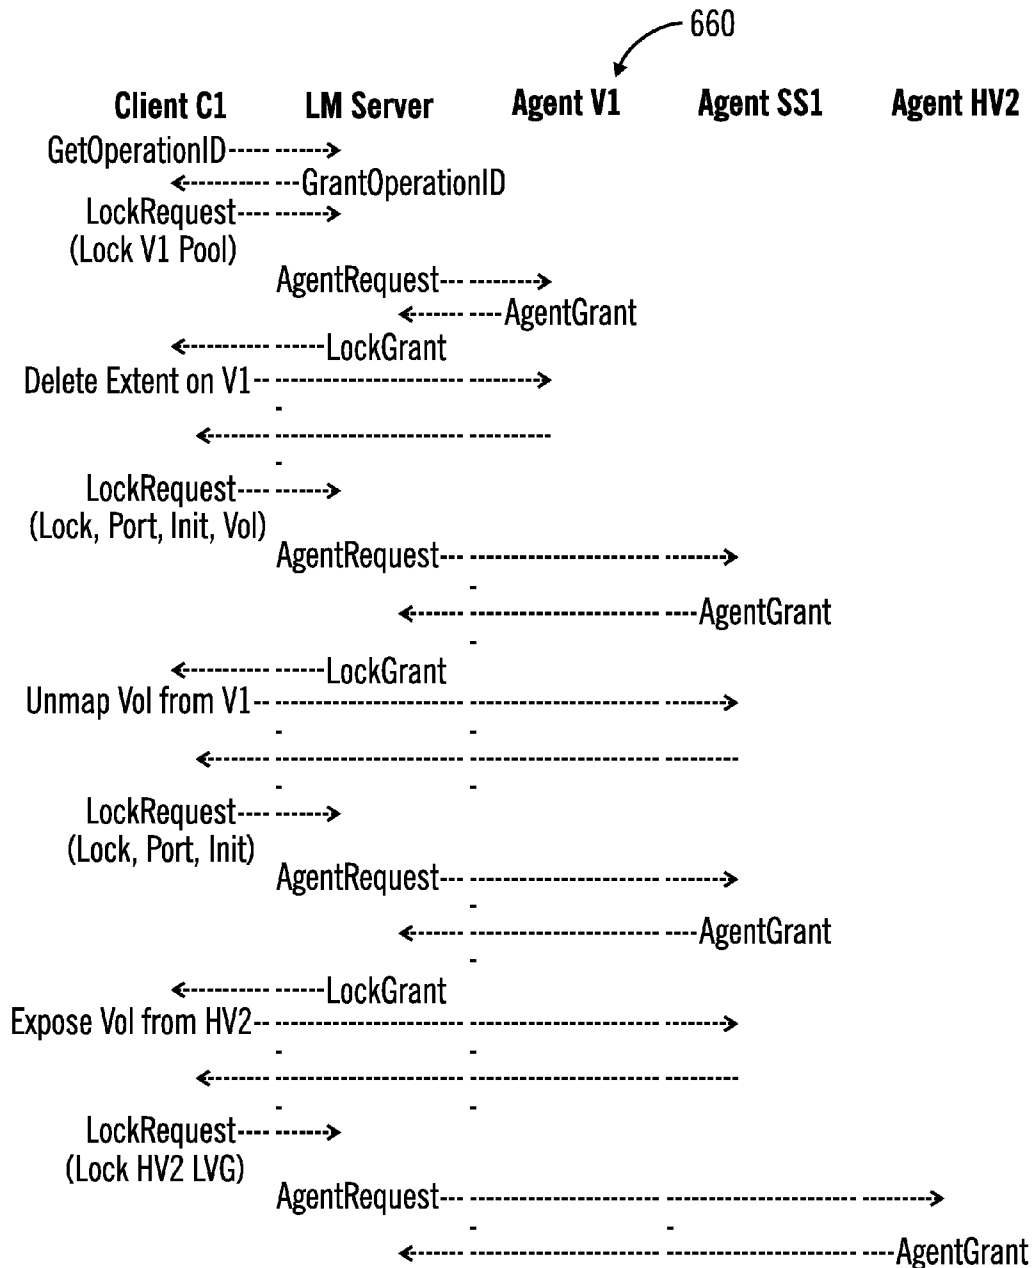 660
Client C1 LM Server Agent V1 Agent SS1 Agent HV2
GetOperationID
GrantOperationID
LockRequest
(Lock V1 Pool)
AgentRequest
AgentGrant
LockGrant
Delete Extent on V1
LockRequest
(Lock, Port, Init, Vol)
AgentRequest
AgentGrant
LockGrant
Unmap Vol from V1
LockRequest
(Lock, Port, Init)
AgentRequest
AgentGrant
LockGrant
Expose Vol from HV2
LockRequest
(Lock HV2 LVG)
AgentRequest
AgentGrant